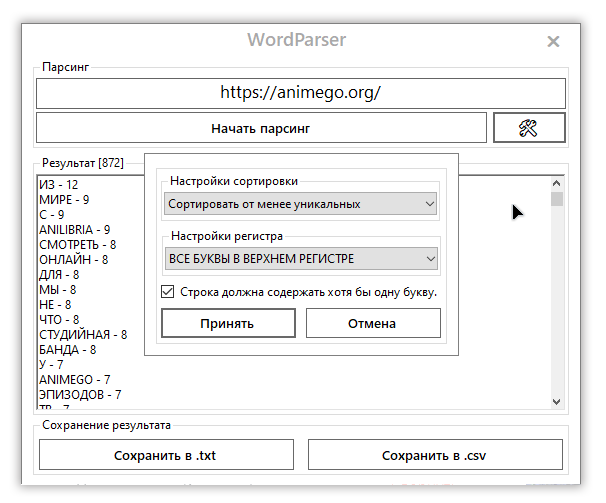 WordParser
Парсинг
https://animego.org/
Начать парсинг
Результат [872]
ИЗ - 12
МИРЕ - 9
С - 9
ANILIBRIA - 9
СМОТРЕТЬ - 8
ОНЛАЙН - 8
ДЛЯ - 8
МЫ - 8
НЕ - 8
ЧТО - 8
СТУДИЙНАЯ - 8
БАНДА - 8
У - 7
ANIMEGO - 7
ЭПИЗОДОВ - 7
ТВ - 7
Настройки сортировки
Сортировать от менее уникальных
Настройки регистра
ВСЕ БУКВЫ В ВЕРХНЕМ РЕГИСТРЕ
Строка должна содержать хотя бы одну букву.
Принять
Отмена
Сохранение результата
Сохранить в .txt
Сохранить в .csv